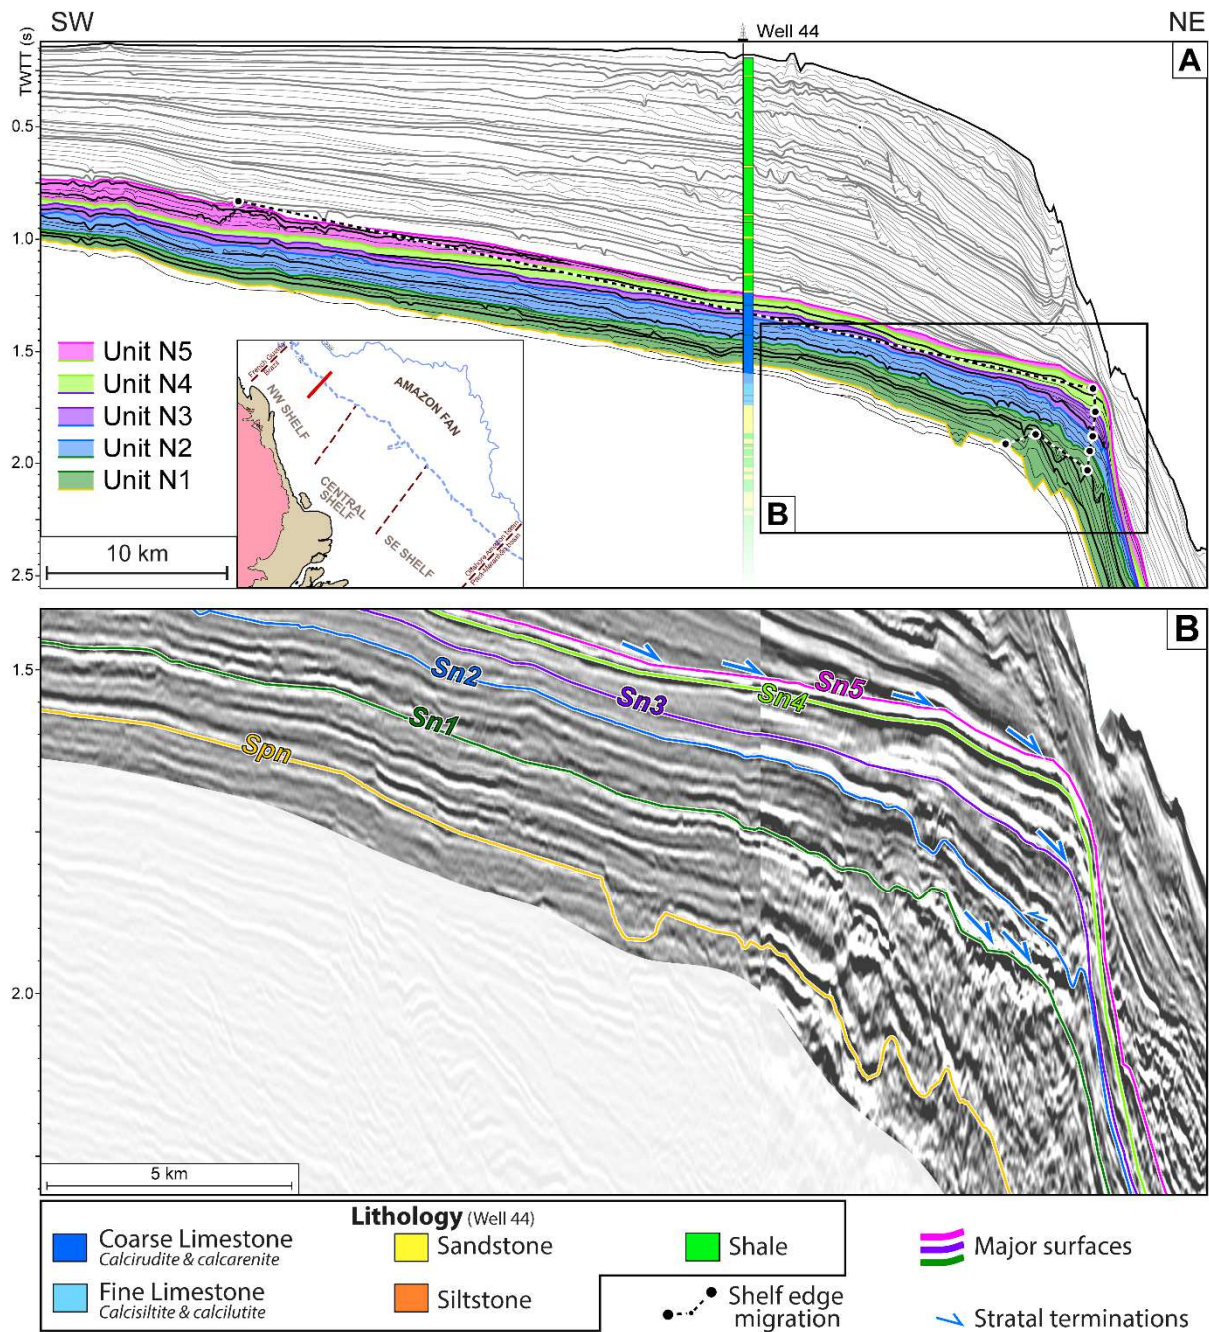 SW
NE
Well 44
A
TWTT (s)
0.5
1.0
1.5
2.0
2.5
Unit N5
Unit N4
Unit N3
Unit N2
Unit N1
10 km
French Guiana
Brazil
NW SHELF
AMAZON FAN
CENTRAL
SHELF
SE SHELF
B
B
1.5
2.0
Spn
Sn1
Sn2
Sn3
Sn4
Sn5
5 km
Lithology (Well 44)
Coarse Limestone
Calcirudite & calcarenite
Fine Limestone
Calcisiltite & calcilutite
Sandstone
Siltstone
Shale
Shelf edge
migration
Major surfaces
Stratal terminations